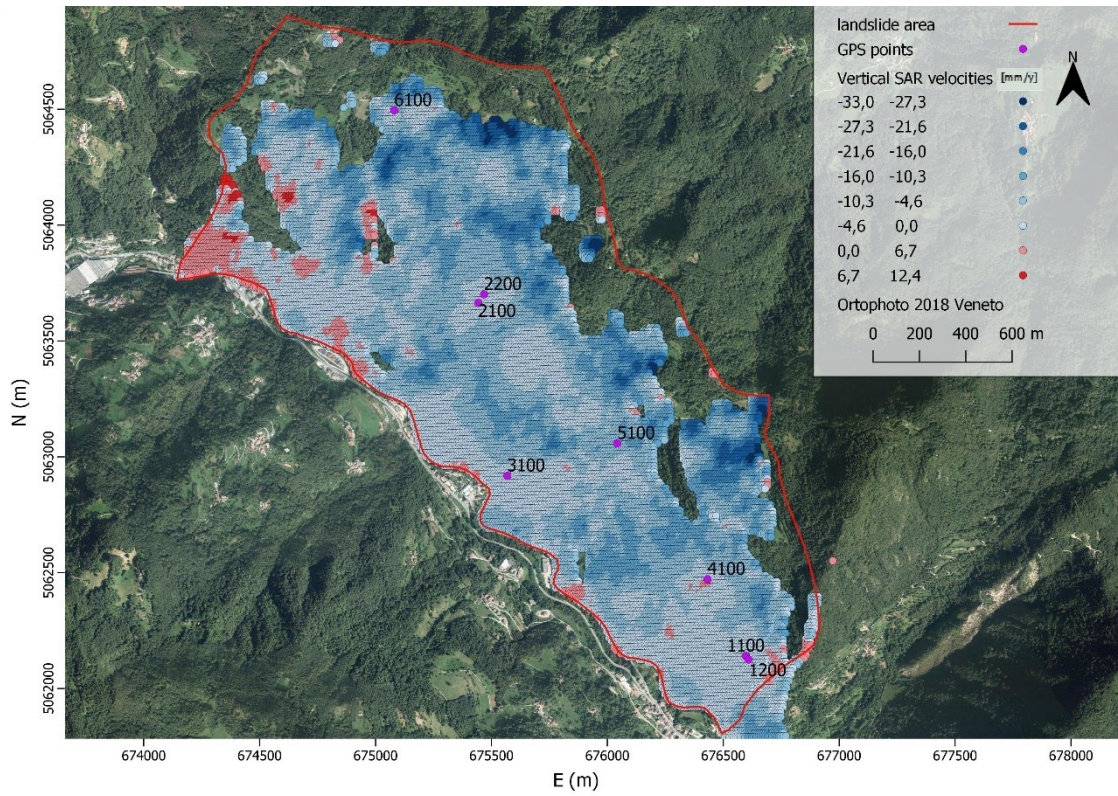 landslide area
GPS points
Vertical SAR velocities [mm/y]
-33,0 -27,3
-27,3 -21,6
-21,6 -16,0
-16,0 -10,3
-10,3 -4,6
-4,6 0,0
0,0 6,7
6,7 12,4
Ortophoto 2018 Veneto
0 200 400 600 m
N
6100
2200
2100
5100
3100
4100
1100
1200
N (m)
5064500
5064000
5063500
5063000
5062500
5062000
674000 674500 675000 675500 676000 676500 677000 677500 678000
E (m)